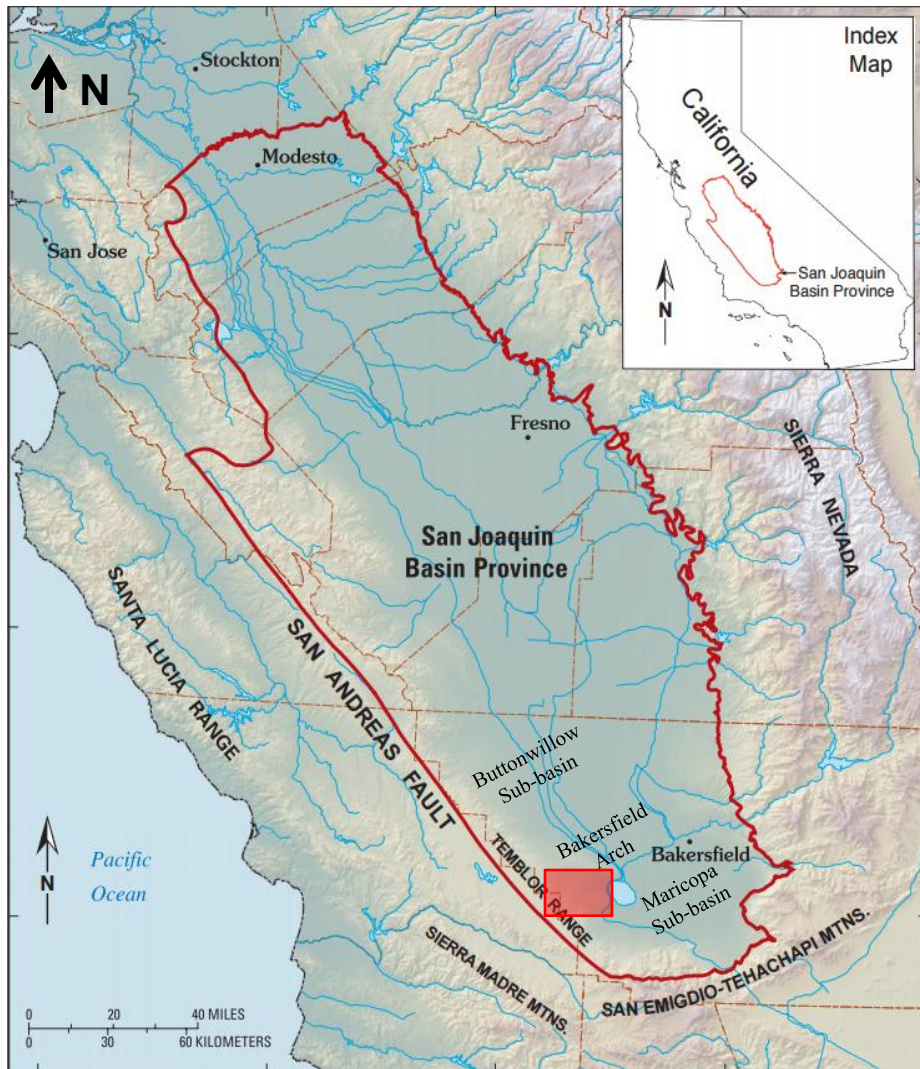 N
Stockton
Modesto
San Jose
Index
Map
California
San Joaquin
Basin Province
N
Fresno
SIERRA NEVADA
San Joaquin
Basin Province
SANTA LUCIA RANGE
SAN ANDREAS FAULT
Buttonwillow
Sub-basin
Bakersfield
Arch
Bakersfield
TEMBLOR RANGE
Maricopa
Sub-basin
N
Pacific
Ocean
SIERRA MADRE MTNS.
SAN EMIGDIO-TEHACHAPI MTNS.
0 20 40 MILES
0 30 60 KILOMETERS